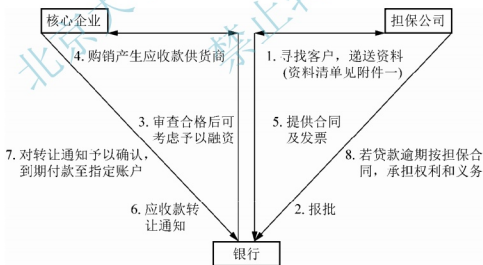 核心企业
担保公司
北京大
禁止
4. 购销产生应收款供货商
1. 寻找客户，递送资料
(资料清单见附件一)
3. 审查合格后可
考虑予以融资
5. 提供合同
及发票
7. 对转让通知予以确认，
到期付款至指定账户
8. 若贷款逾期按担保合
同，承担权利和义务
6. 应收款转
让通知
2. 报批
银行